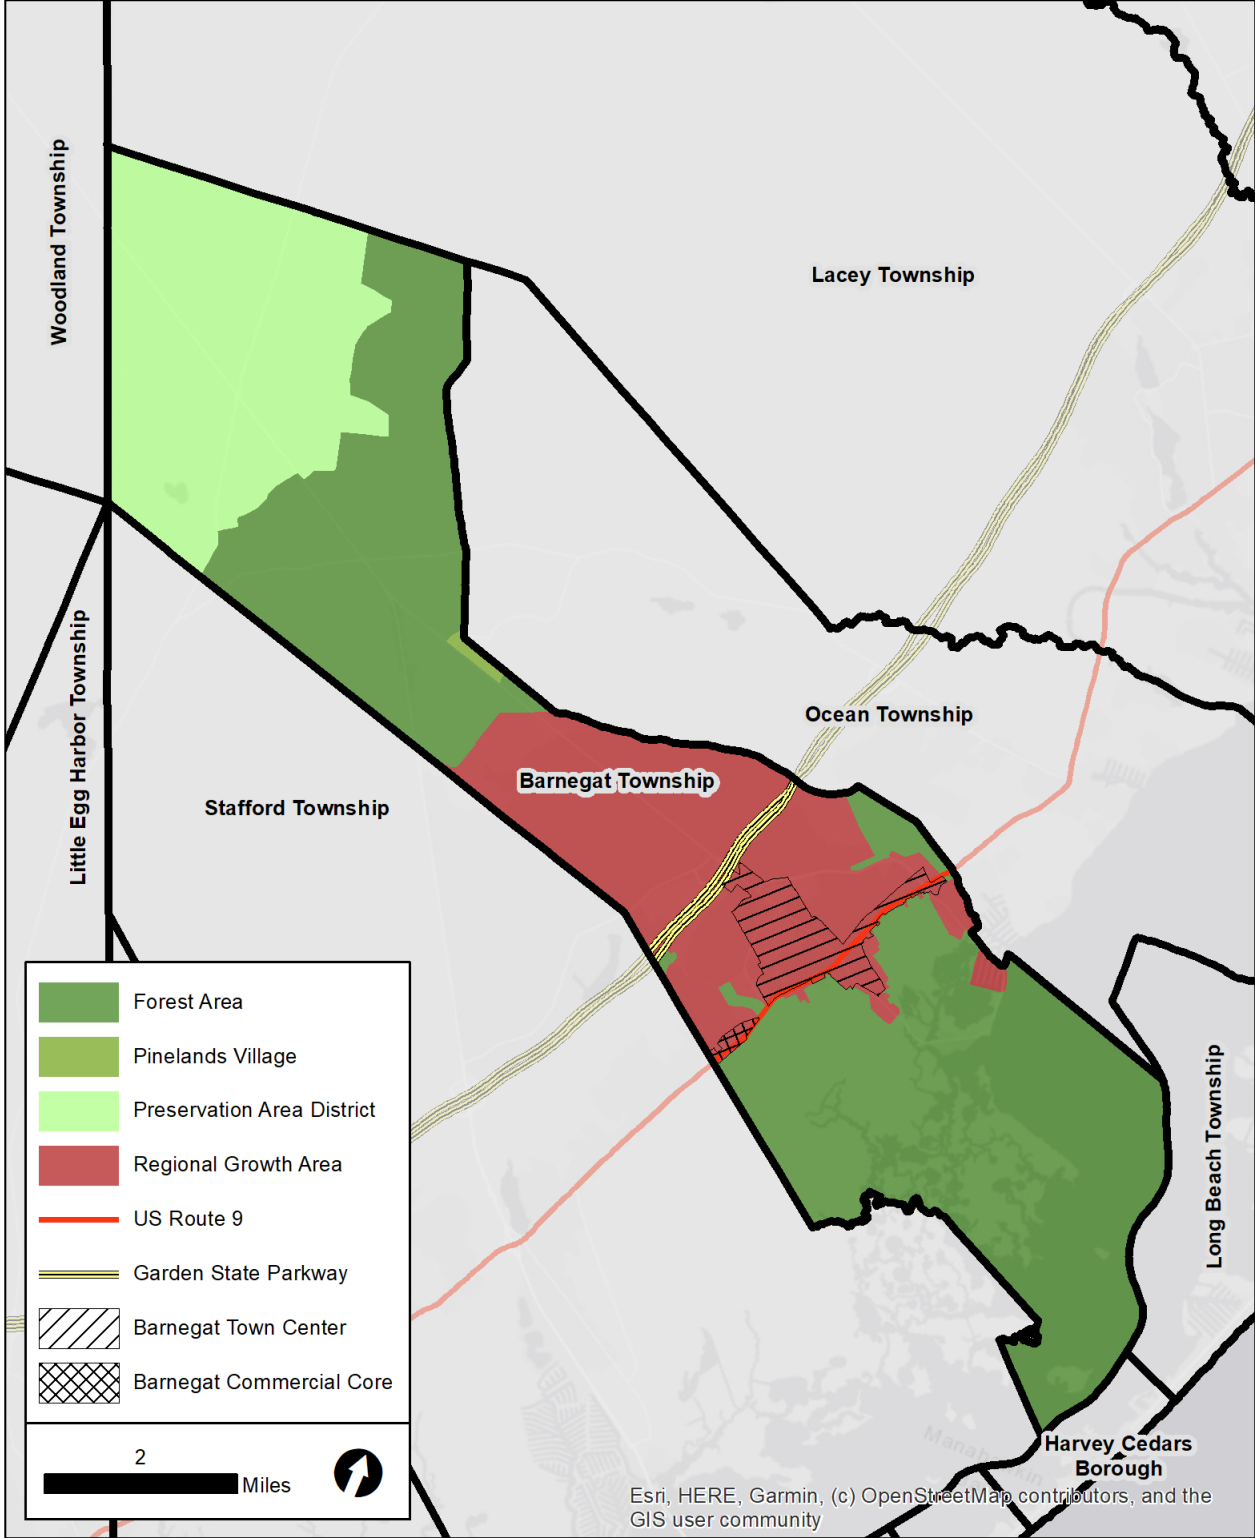 Woodland Township
Lacey Township
Little Egg Harbor Township
Ocean Township
Barnegat Township
Stafford Township
Forest Area
Pinelands Village
Preservation Area District
Regional Growth Area
US Route 9
Garden State Parkway
Barnegat Town Center
Barnegat Commercial Core
2
Miles
Long Beach Township
Harvey Cedars
Borough
Esri, HERE, Garmin, (c) OpenStreetMap contributors, and the
GIS user community